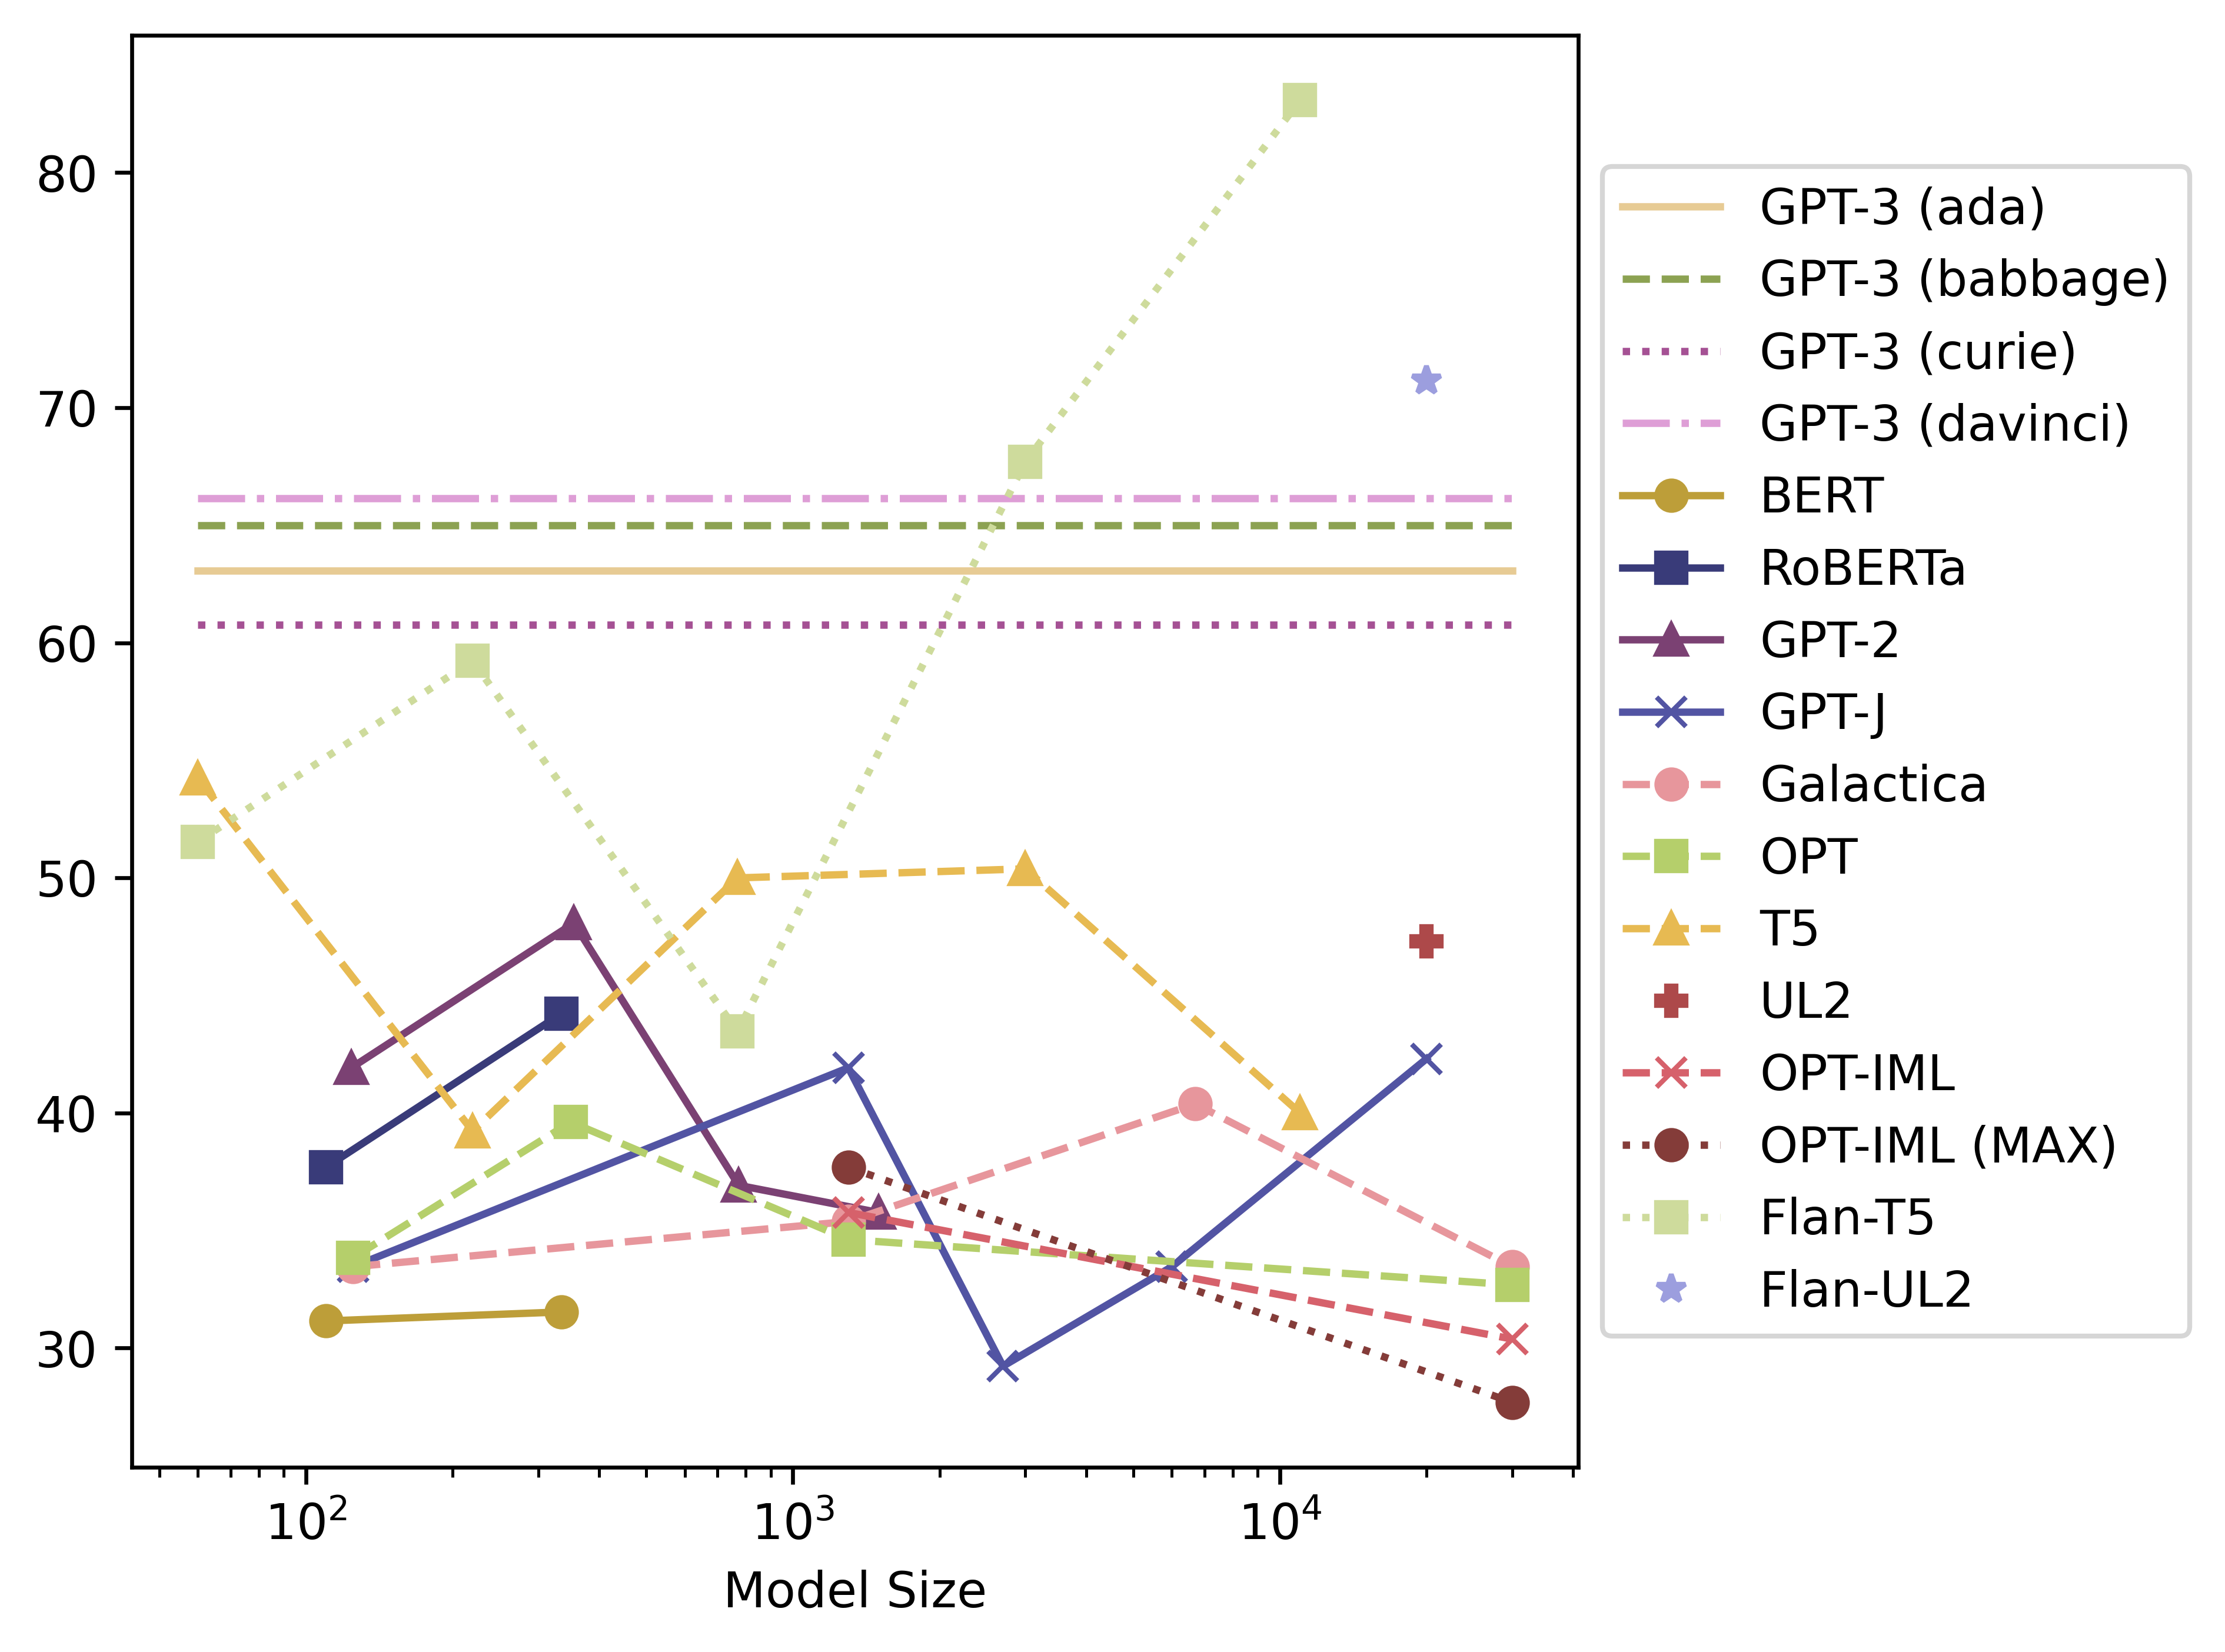 80
70
60
50
40
30
10²
10³
10⁴
Model Size
GPT-3 (ada)
GPT-3 (babbage)
GPT-3 (curie)
GPT-3 (davinci)
BERT
RoBERTa
GPT-2
GPT-J
Galactica
OPT
T5
UL2
OPT-IML
OPT-IML (MAX)
Flan-T5
Flan-UL2